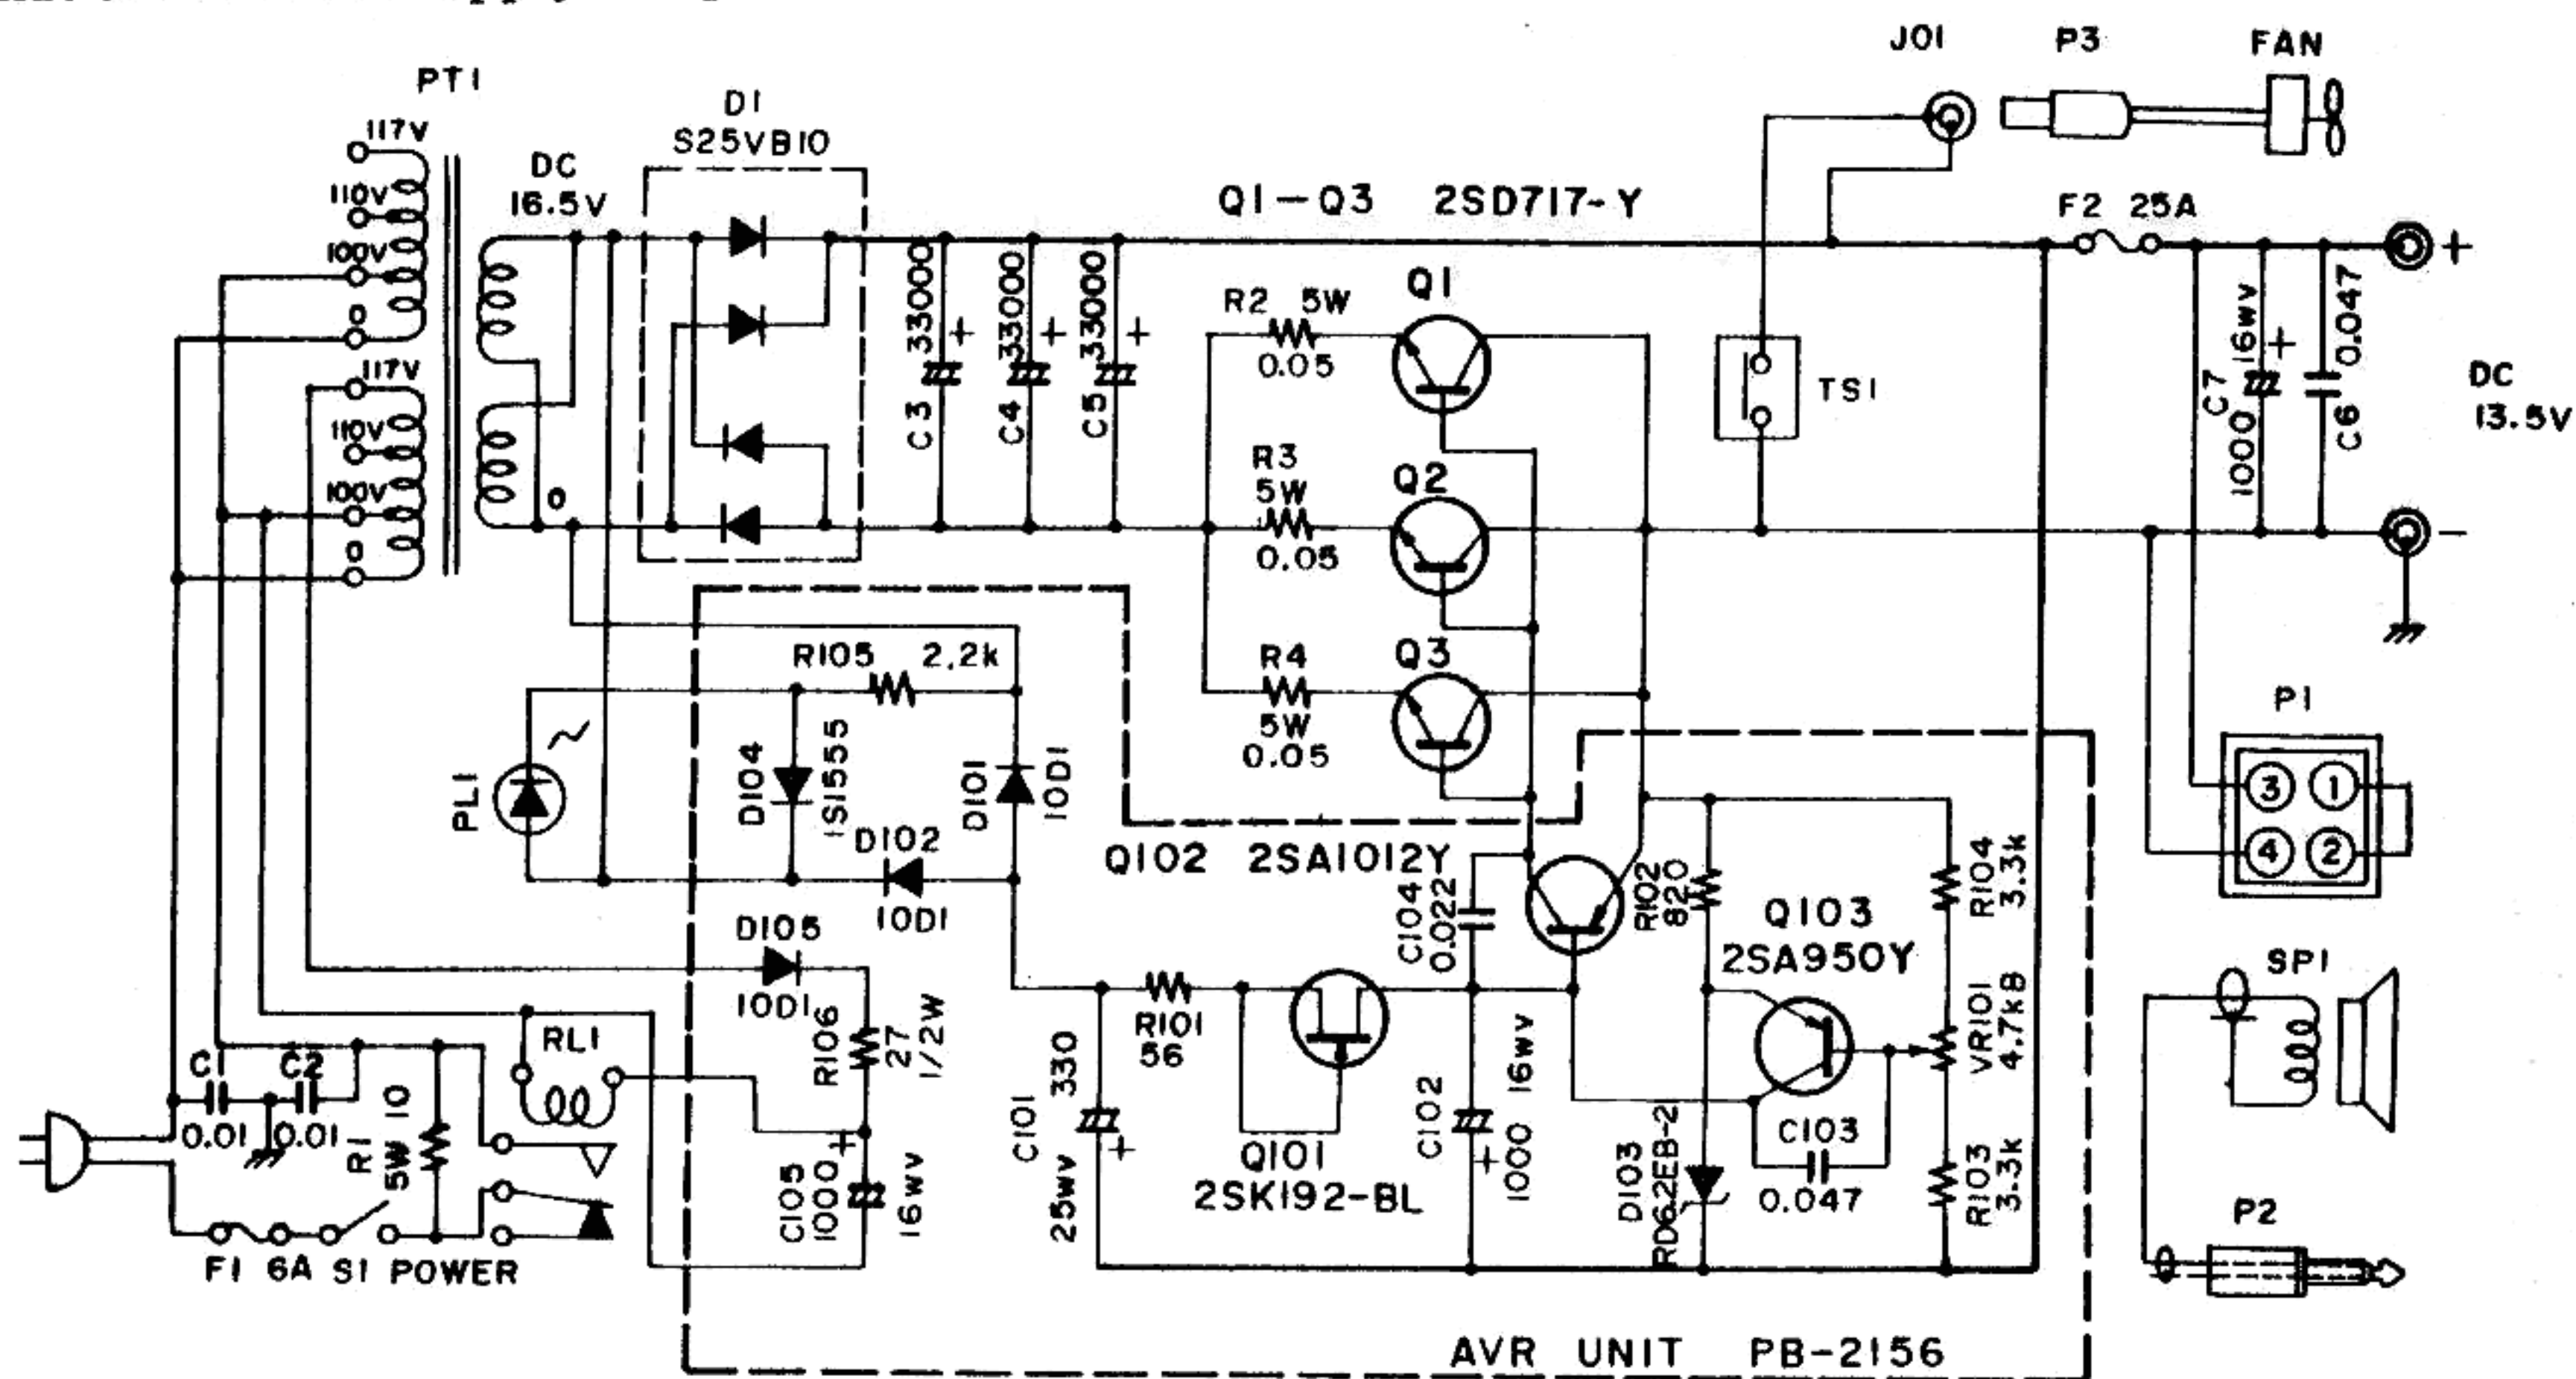 PT1
117V
110V
100V
0
117V
110V
100V
0
DC
16.5V
0
D1
S25VB10
C3 33000 +
C4 33000 +
C5 33000 +
Q1-Q3 2SD717-Y
R2 5W
0.05
Q1
R3
5W
0.05
Q2
R4
5W
0.05
Q3
J01
P3
FAN
TS1
F2 25A
+
C7
1000 16WV
+
C6 0.047
DC
13.5V
-
P1
3 1
4 2
SP1
P2
R105 2.2k
PL1
D104
1S1555
D101
10D1
D102
10D1
D105
10D1
R106
27
1/2W
RL1
C
0.01
C2
0.01
R1
5W 10
F1 6A S1 POWER
C105
1000
+
16WV
Q102 2SA1012Y
C104
0.022
R101
56
C101 330
25WV
+
Q101
2SK192-BL
C102
+
1000 16WV
R102
820
Q103
2SA950Y
D103
RD6.2EB-2
C103
0.047
R104
3.3k
VR101
4.7kB
R103
3.3k
AVR UNIT PB-2156